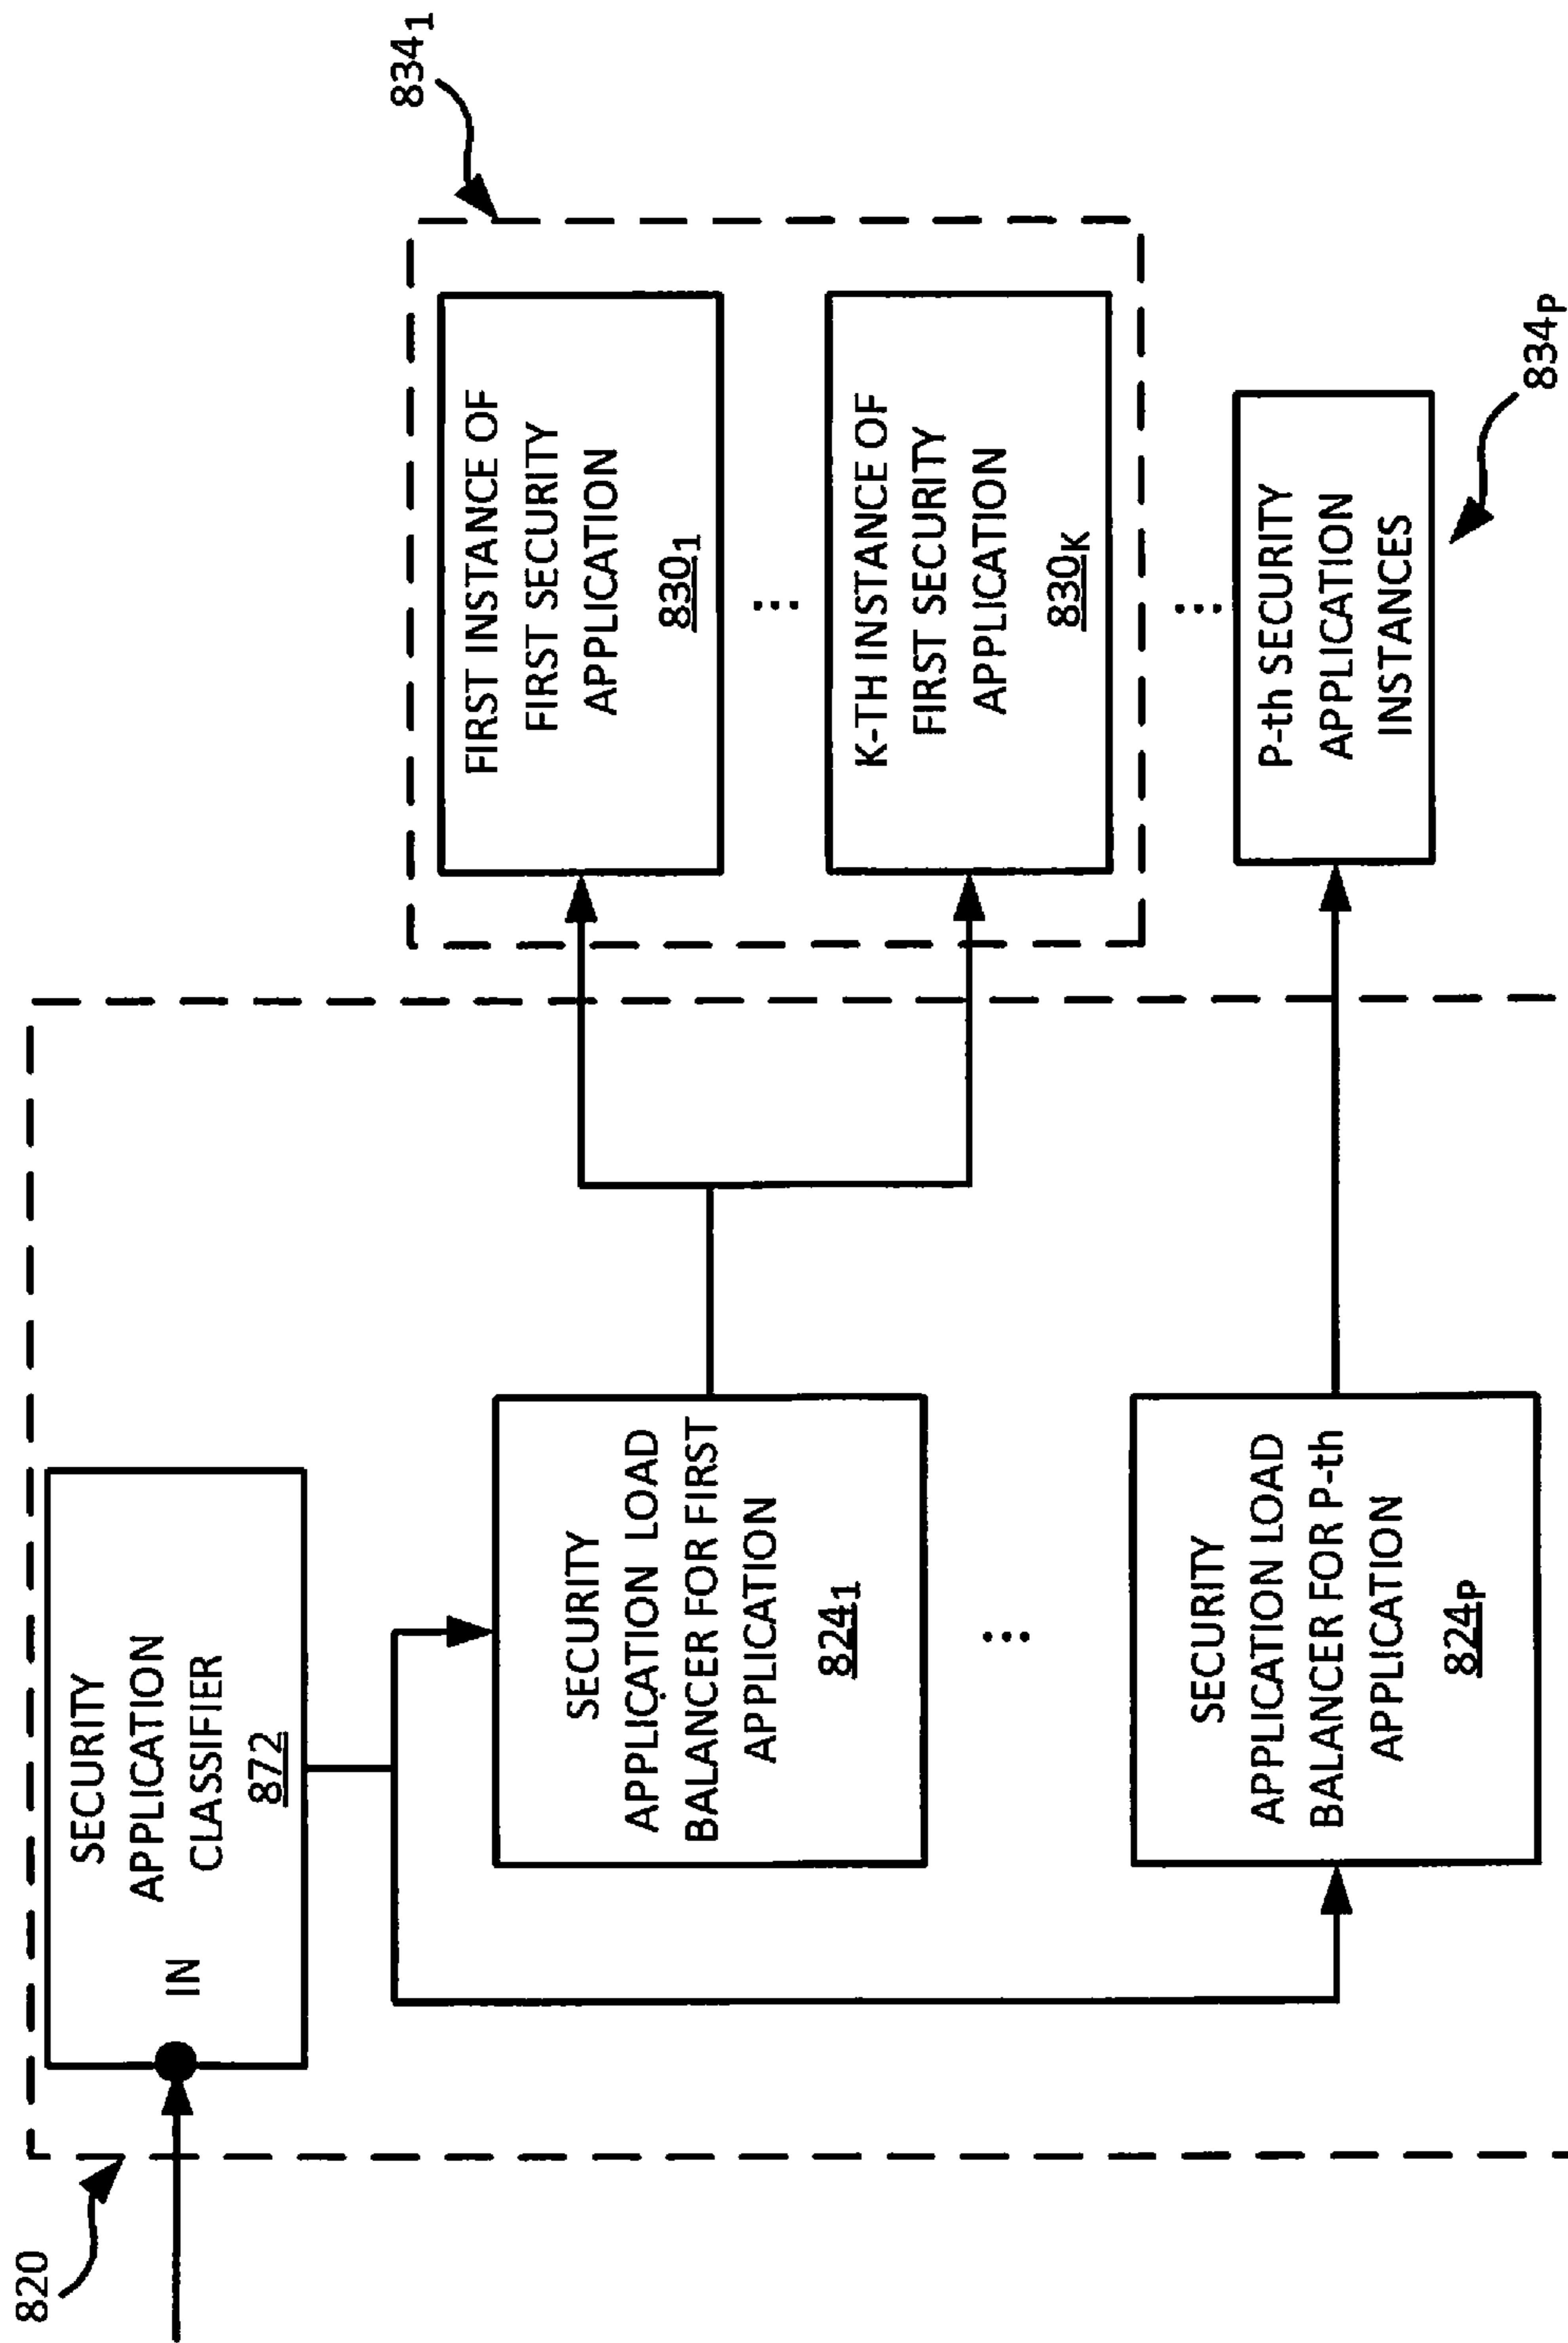 820
SECURITY
APPLICATION
CLASSIFIER
872
IN
SECURITY
APPLICATION LOAD
BALANCER FOR FIRST
APPLICATION
824₁
...
SECURITY
APPLICATION LOAD
BALANCER FOR P-th
APPLICATION
824ₚ
834₁
FIRST INSTANCE OF
FIRST SECURITY
APPLICATION
830₁
...
K-TH INSTANCE OF
FIRST SECURITY
APPLICATION
830ₖ
...
P-th SECURITY
APPLICATION
INSTANCES
834ₚ